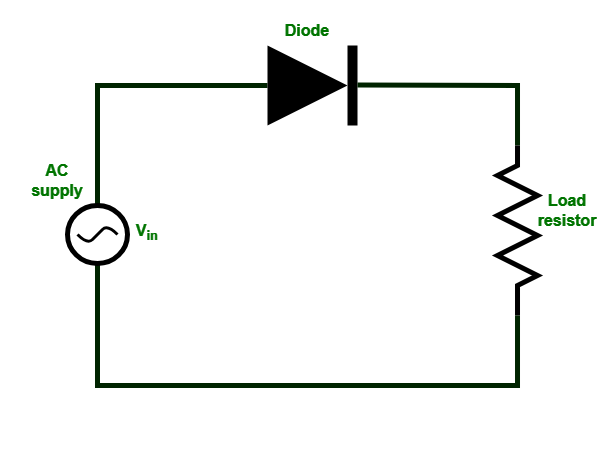 Diode
AC
supply
Vin
Load
resistor